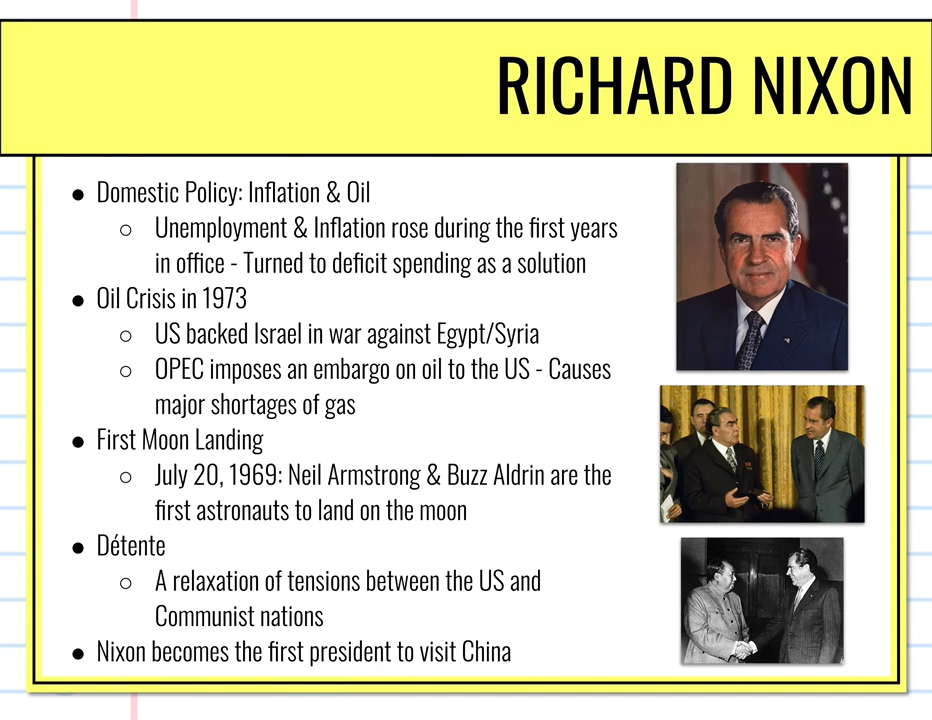 RICHARD NIXON
● Domestic Policy: Inflation & Oil
○ Unemployment & Inflation rose during the first years
in office - Turned to deficit spending as a solution
● Oil Crisis in 1973
○ US backed Israel in war against Egypt/Syria
○ OPEC imposes an embargo on oil to the US - Causes
major shortages of gas
● First Moon Landing
○ July 20, 1969: Neil Armstrong & Buzz Aldrin are the
first astronauts to land on the moon
● Détente
○ A relaxation of tensions between the US and
Communist nations
● Nixon becomes the first president to visit China